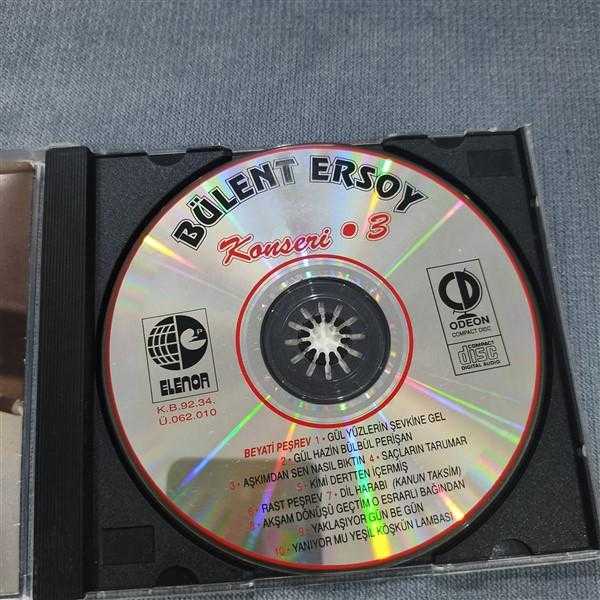 BÜLENT ERSOY
Konseri • 3
P
ELENOR
K.B.92.34.
Ü.062.010
CD
ODEON
COMPACT DISC
COMPACT
disc
DIGITAL AUDIO
BEYATİ PEŞREV 1 - GÜL YÜZLERİN ŞEVKİNE GEL
2 - GÜL HAZİN BÜLBÜL PERİŞAN
3 - AŞKIMDAN SEN NASIL BIKTIN 4 - SAÇLARIN TARUMAR
5 - KİMİ DERTTEN İÇERMİŞ
6 - RAST PEŞREV 7 - DİL HARABI (KANUN TAKSİM)
8 - AKŞAM DÖNÜŞÜ GEÇTİM O ESRARLI BAĞINDAN
9 - YAKLAŞIYOR GÜN BE GÜN
10 - YANIYOR MU YEŞİL KÖŞKÜN LAMBASI